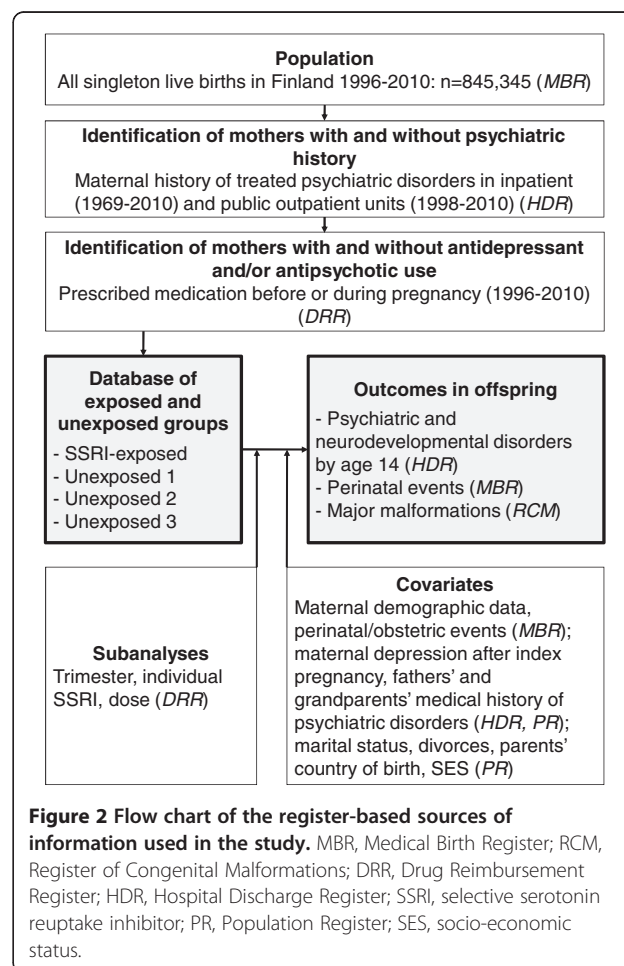 Population
All singleton live births in Finland 1996-2010: n=845,345 (MBR)
Identification of mothers with and without psychiatric
history
Maternal history of treated psychiatric disorders in inpatient
(1969-2010) and public outpatient units (1998-2010) (HDR)
Identification of mothers with and without antidepressant
and/or antipsychotic use
Prescribed medication before or during pregnancy (1996-2010)
(DRR)
Database of
exposed and
unexposed groups
- SSRI-exposed
- Unexposed 1
- Unexposed 2
- Unexposed 3
Outcomes in offspring
- Psychiatric and
neurodevelopmental disorders
by age 14 (HDR)
- Perinatal events (MBR)
- Major malformations (RCM)
Subanalyses
Trimester, individual
SSRI, dose (DRR)
Covariates
Maternal demographic data,
perinatal/obstetric events (MBR);
maternal depression after index
pregnancy, fathers' and
grandparents' medical history of
psychiatric disorders (HDR, PR);
marital status, divorces, parents'
country of birth, SES (PR)
Figure 2 Flow chart of the register-based sources of
information used in the study. MBR, Medical Birth Register; RCM,
Register of Congenital Malformations; DRR, Drug Reimbursement
Register; HDR, Hospital Discharge Register; SSRI, selective serotonin
reuptake inhibitor; PR, Population Register; SES, socio-economic
status.